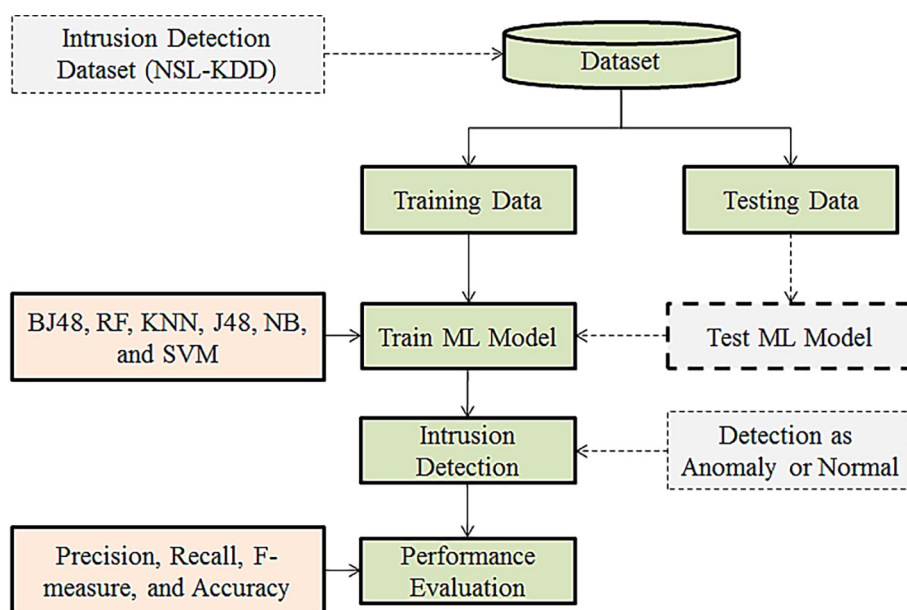 Intrusion Detection
Dataset (NSL-KDD)
Dataset
Training Data
Testing Data
BJ48, RF, KNN, J48, NB,
and SVM
Train ML Model
Test ML Model
Intrusion
Detection
Detection as
Anomaly or Normal
Precision, Recall, F-
measure, and Accuracy
Performance
Evaluation